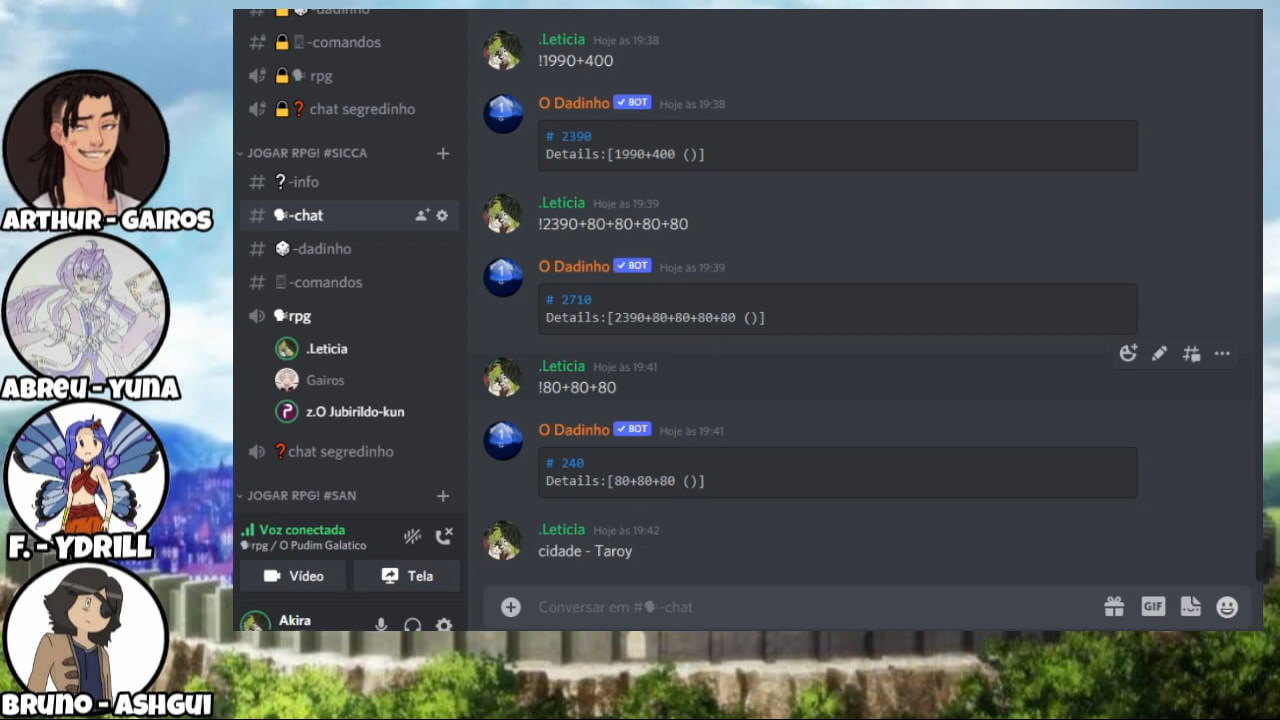 ARTHUR - GAIROS
ABREU - YUNA
F. - YDRILL
BRUNO - ASHGUI
-dadinho
-comandos
rpg
chat segredinho
JOGAR RPG! #SICCA
-info
-chat
-dadinho
-comandos
rpg
.Leticia
Gairos
z.O Jubirildo-kun
chat segredinho
JOGAR RPG! #SAN
Voz conectada
rpg / O Pudim Galatico
Vídeo
Tela
Akira
.Leticia Hoje às 19:38
!1990+400
O Dadinho ✓ BOT Hoje às 19:38
# 2390
Details:[1990+400 ()]
.Leticia Hoje às 19:39
!2390+80+80+80+80
O Dadinho ✓ BOT Hoje às 19:39
# 2710
Details:[2390+80+80+80+80 ()]
.Leticia Hoje às 19:41
!80+80+80
O Dadinho ✓ BOT Hoje às 19:41
# 240
Details:[80+80+80 ()]
.Leticia Hoje às 19:42
cidade - Taroy
Conversar em #🗣-chat
GIF